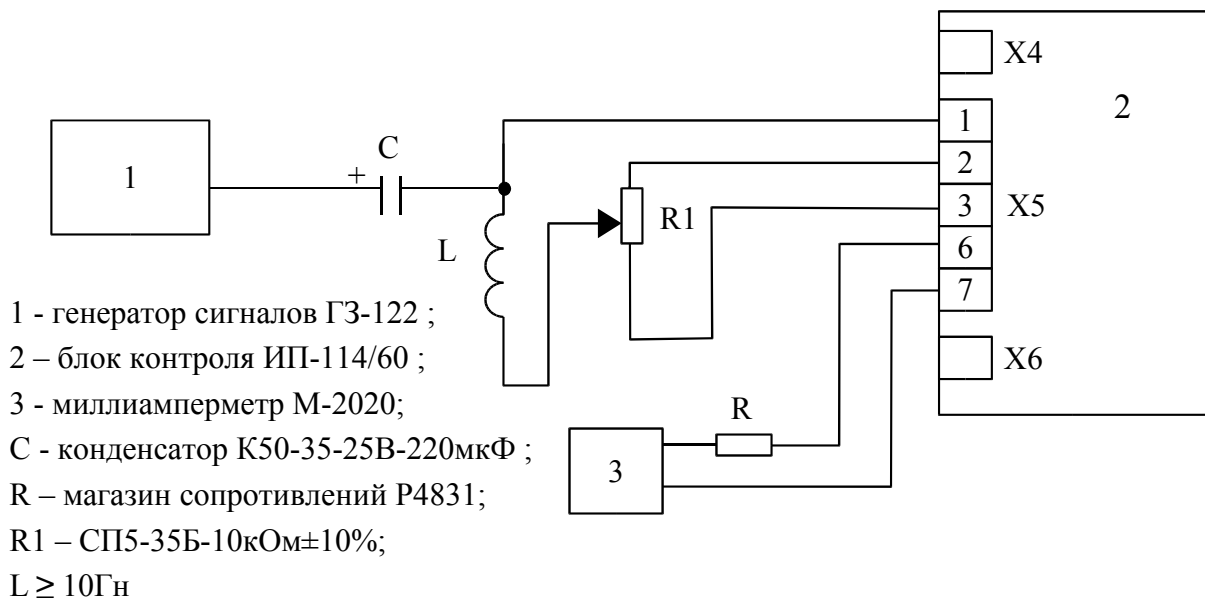 X4
1
2
C
+
1
2
3
6
7
X5
R1
L
X6
1 - генератор сигналов ГЗ-122 ;
2 – блок контроля ИП-114/60 ;
3 - миллиамперметр М-2020;
С - конденсатор К50-35-25В-220мкФ ;
R – магазин сопротивлений Р4831;
R1 – СП5-35Б-10кОм±10%;
L ≥ 10Гн
R
3